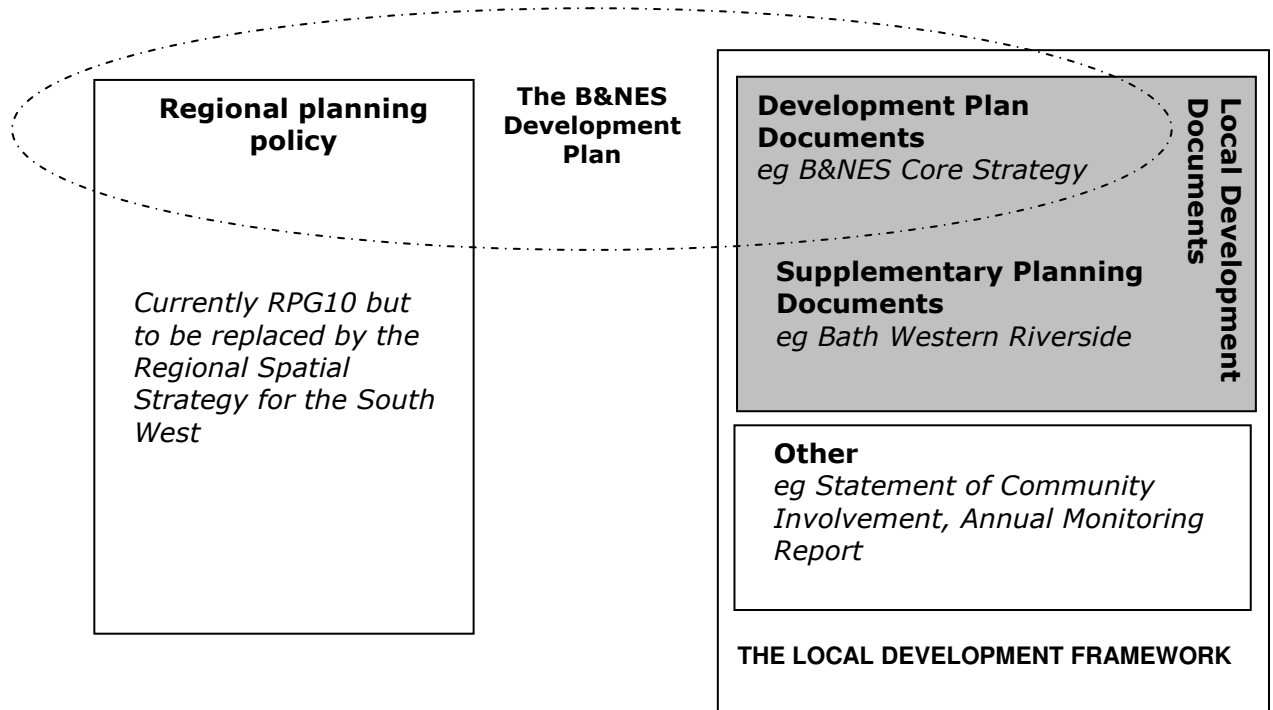 Regional planning
policy
Currently RPG10 but
to be replaced by the
Regional Spatial
Strategy for the South
West
The B&NES
Development
Plan
Development Plan
Documents
eg B&NES Core Strategy
Supplementary Planning
Documents
eg Bath Western Riverside
Local Development
Documents
Other
eg Statement of Community
Involvement, Annual Monitoring
Report
THE LOCAL DEVELOPMENT FRAMEWORK